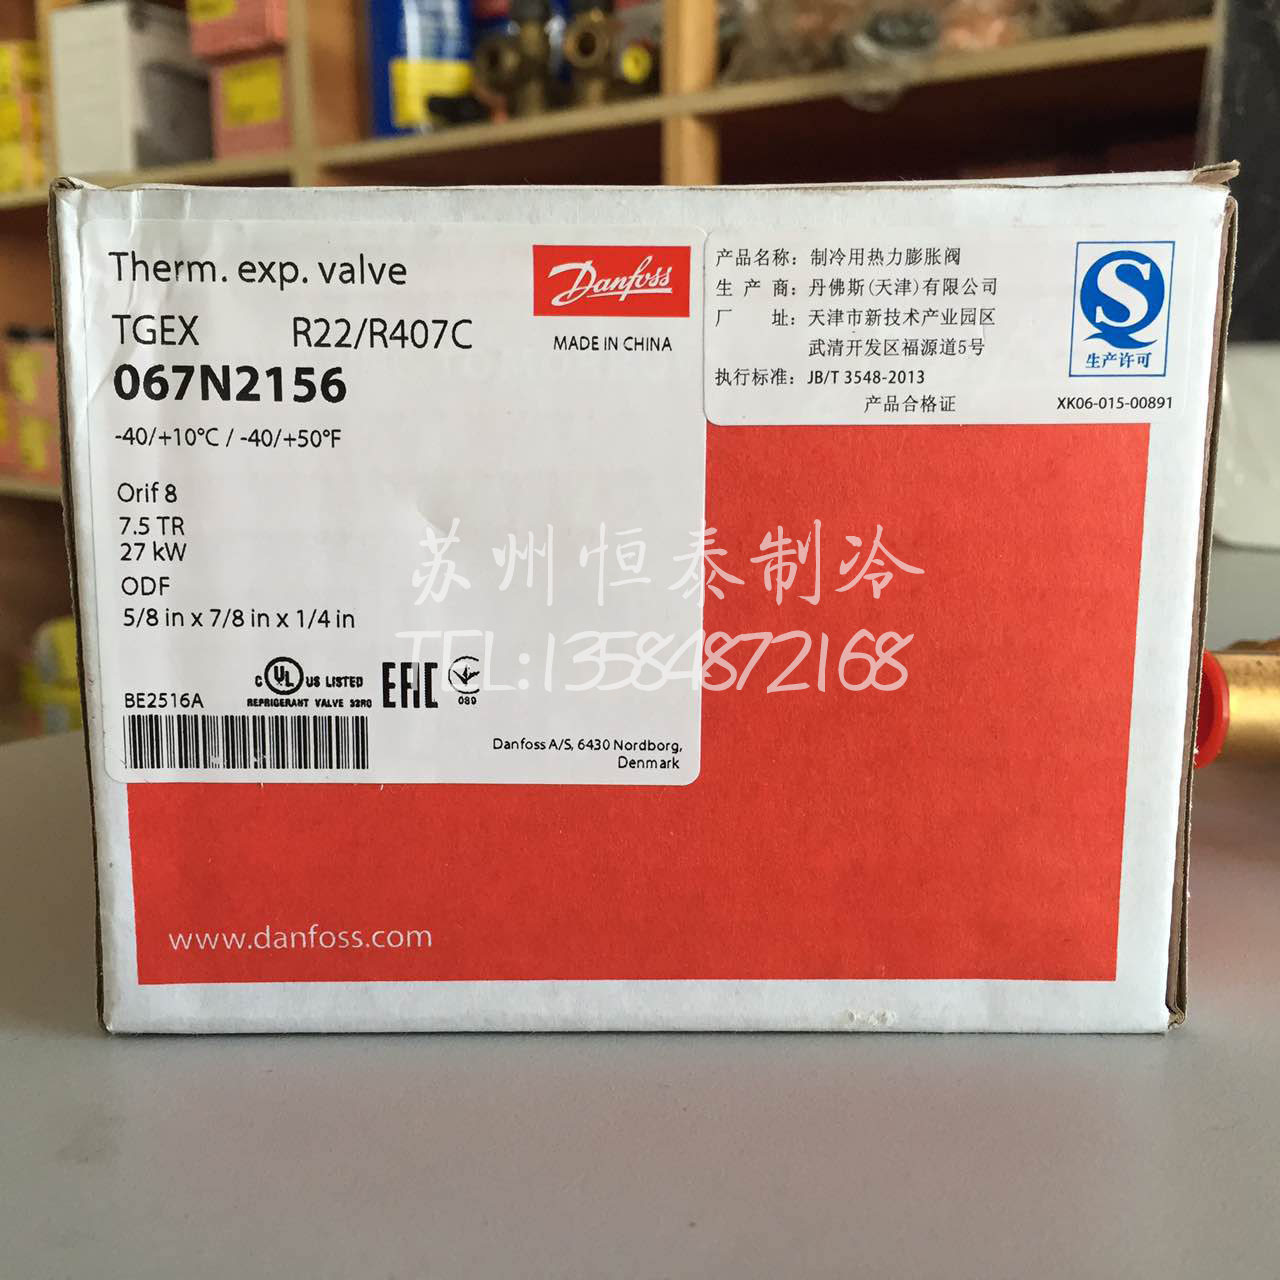 Therm. exp. valve
TGEX R22/R407C
067N2156
-40/+10°C / -40/+50°F
Orif 8
7.5 TR
27 kW
ODF
5/8 in x 7/8 in x 1/4 in
Danfoss
MADE IN CHINA
产品名称: 制冷用热力膨胀阀
生产商: 丹佛斯(天津)有限公司
厂址: 天津市新技术产业园区
武清开发区福源道5号
执行标准: JB/T 3548-2013
产品合格证
QS
生产许可
XK06-015-00891
苏州恒泰制冷
TEL:13584872168
BE2516A
C UL US LISTED
REFRIGERANT VALVE 32R0
EAC
089
Danfoss A/S, 6430 Nordborg,
Denmark
www.danfoss.com